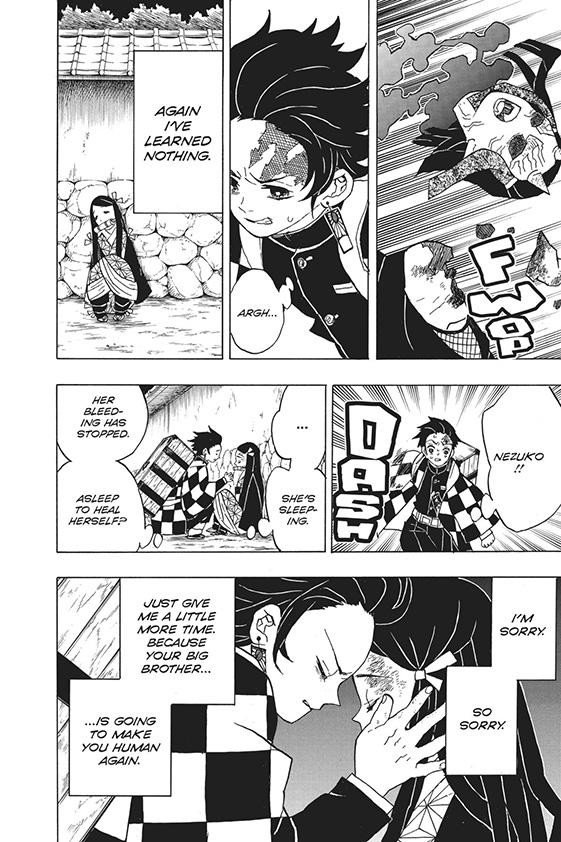 FWOP
ARGH...
AGAIN
I'VE
LEARNED
NOTHING.
NEZUKO
!!
DASH
...
SHE'S
SLEEP-
ING.
HER
BLEED-
ING HAS
STOPPED.
ASLEEP
TO HEAL
HERSELF?
I'M
SORRY.
SO
SORRY.
JUST GIVE
ME A LITTLE
MORE TIME.
BECAUSE
YOUR BIG
BROTHER...
...IS GOING
TO MAKE
YOU HUMAN
AGAIN.